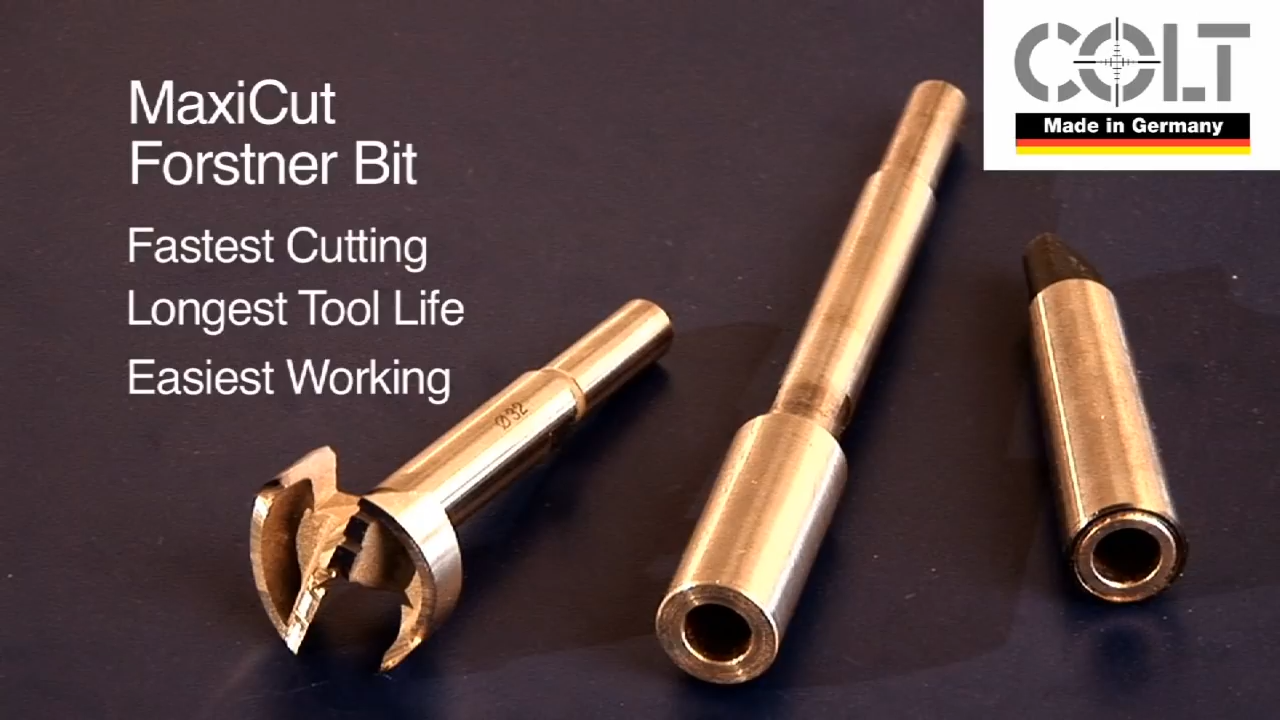 MaxiCut
Forstner Bit
Fastest Cutting
Longest Tool Life
Easiest Working
COLT
Made in Germany
Ø32